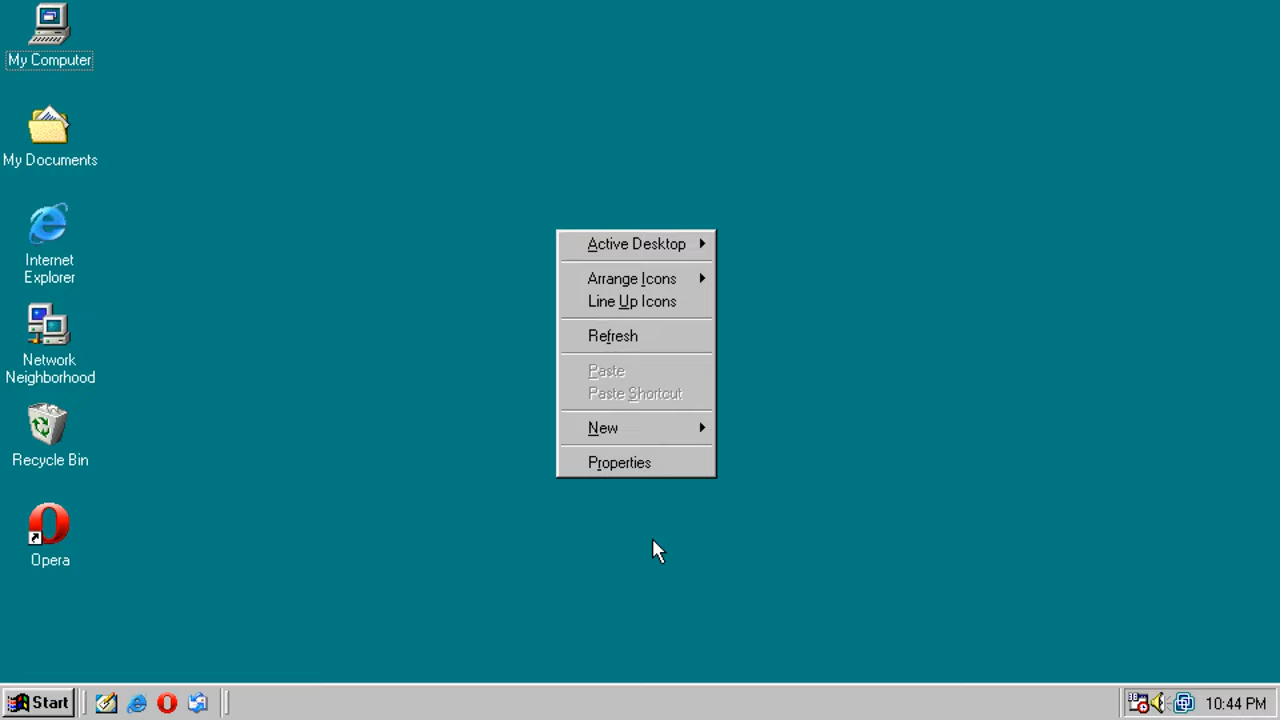 My Computer
My Documents
Internet
Explorer
Network
Neighborhood
Recycle Bin
Opera
Active Desktop
Arrange Icons
Line Up Icons
Refresh
Paste
Paste Shortcut
New
Properties
Start
10:44 PM